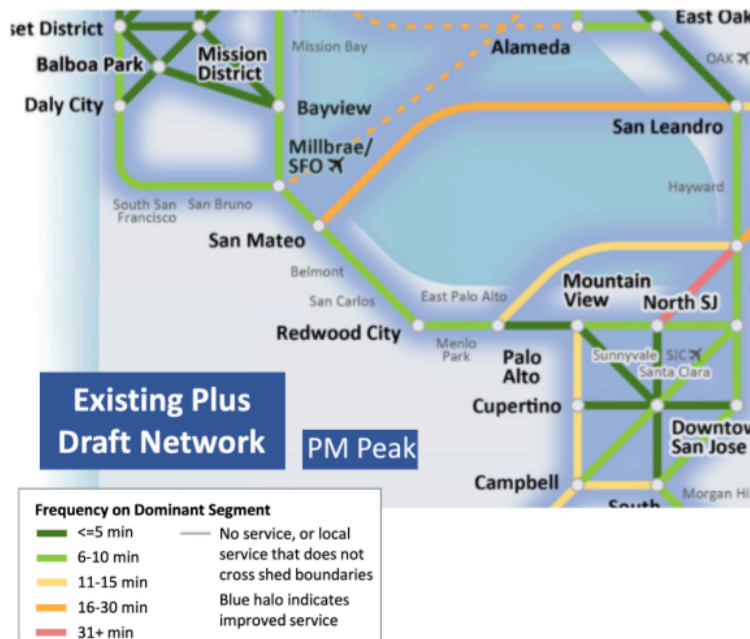 set District
East Oak
Alameda
Mission Bay
OAK
Mission
District
Balboa Park
Daly City
Bayview
San Leandro
Millbrae/
SFO
Hayward
South San
Francisco
San Bruno
San Mateo
Belmont
San Carlos
East Palo Alto
Mountain
View
North SJ
Redwood City
Menlo
Park
Palo
Alto
Sunnyvale
SJC
Santa Clara
Cupertino
Downtow
San Jose
Campbell
South
Morgan Hi
Existing Plus
Draft Network
PM Peak
Frequency on Dominant Segment
<=5 min
6-10 min
11-15 min
16-30 min
31+ min
No service, or local
service that does not
cross shed boundaries
Blue halo indicates
improved service